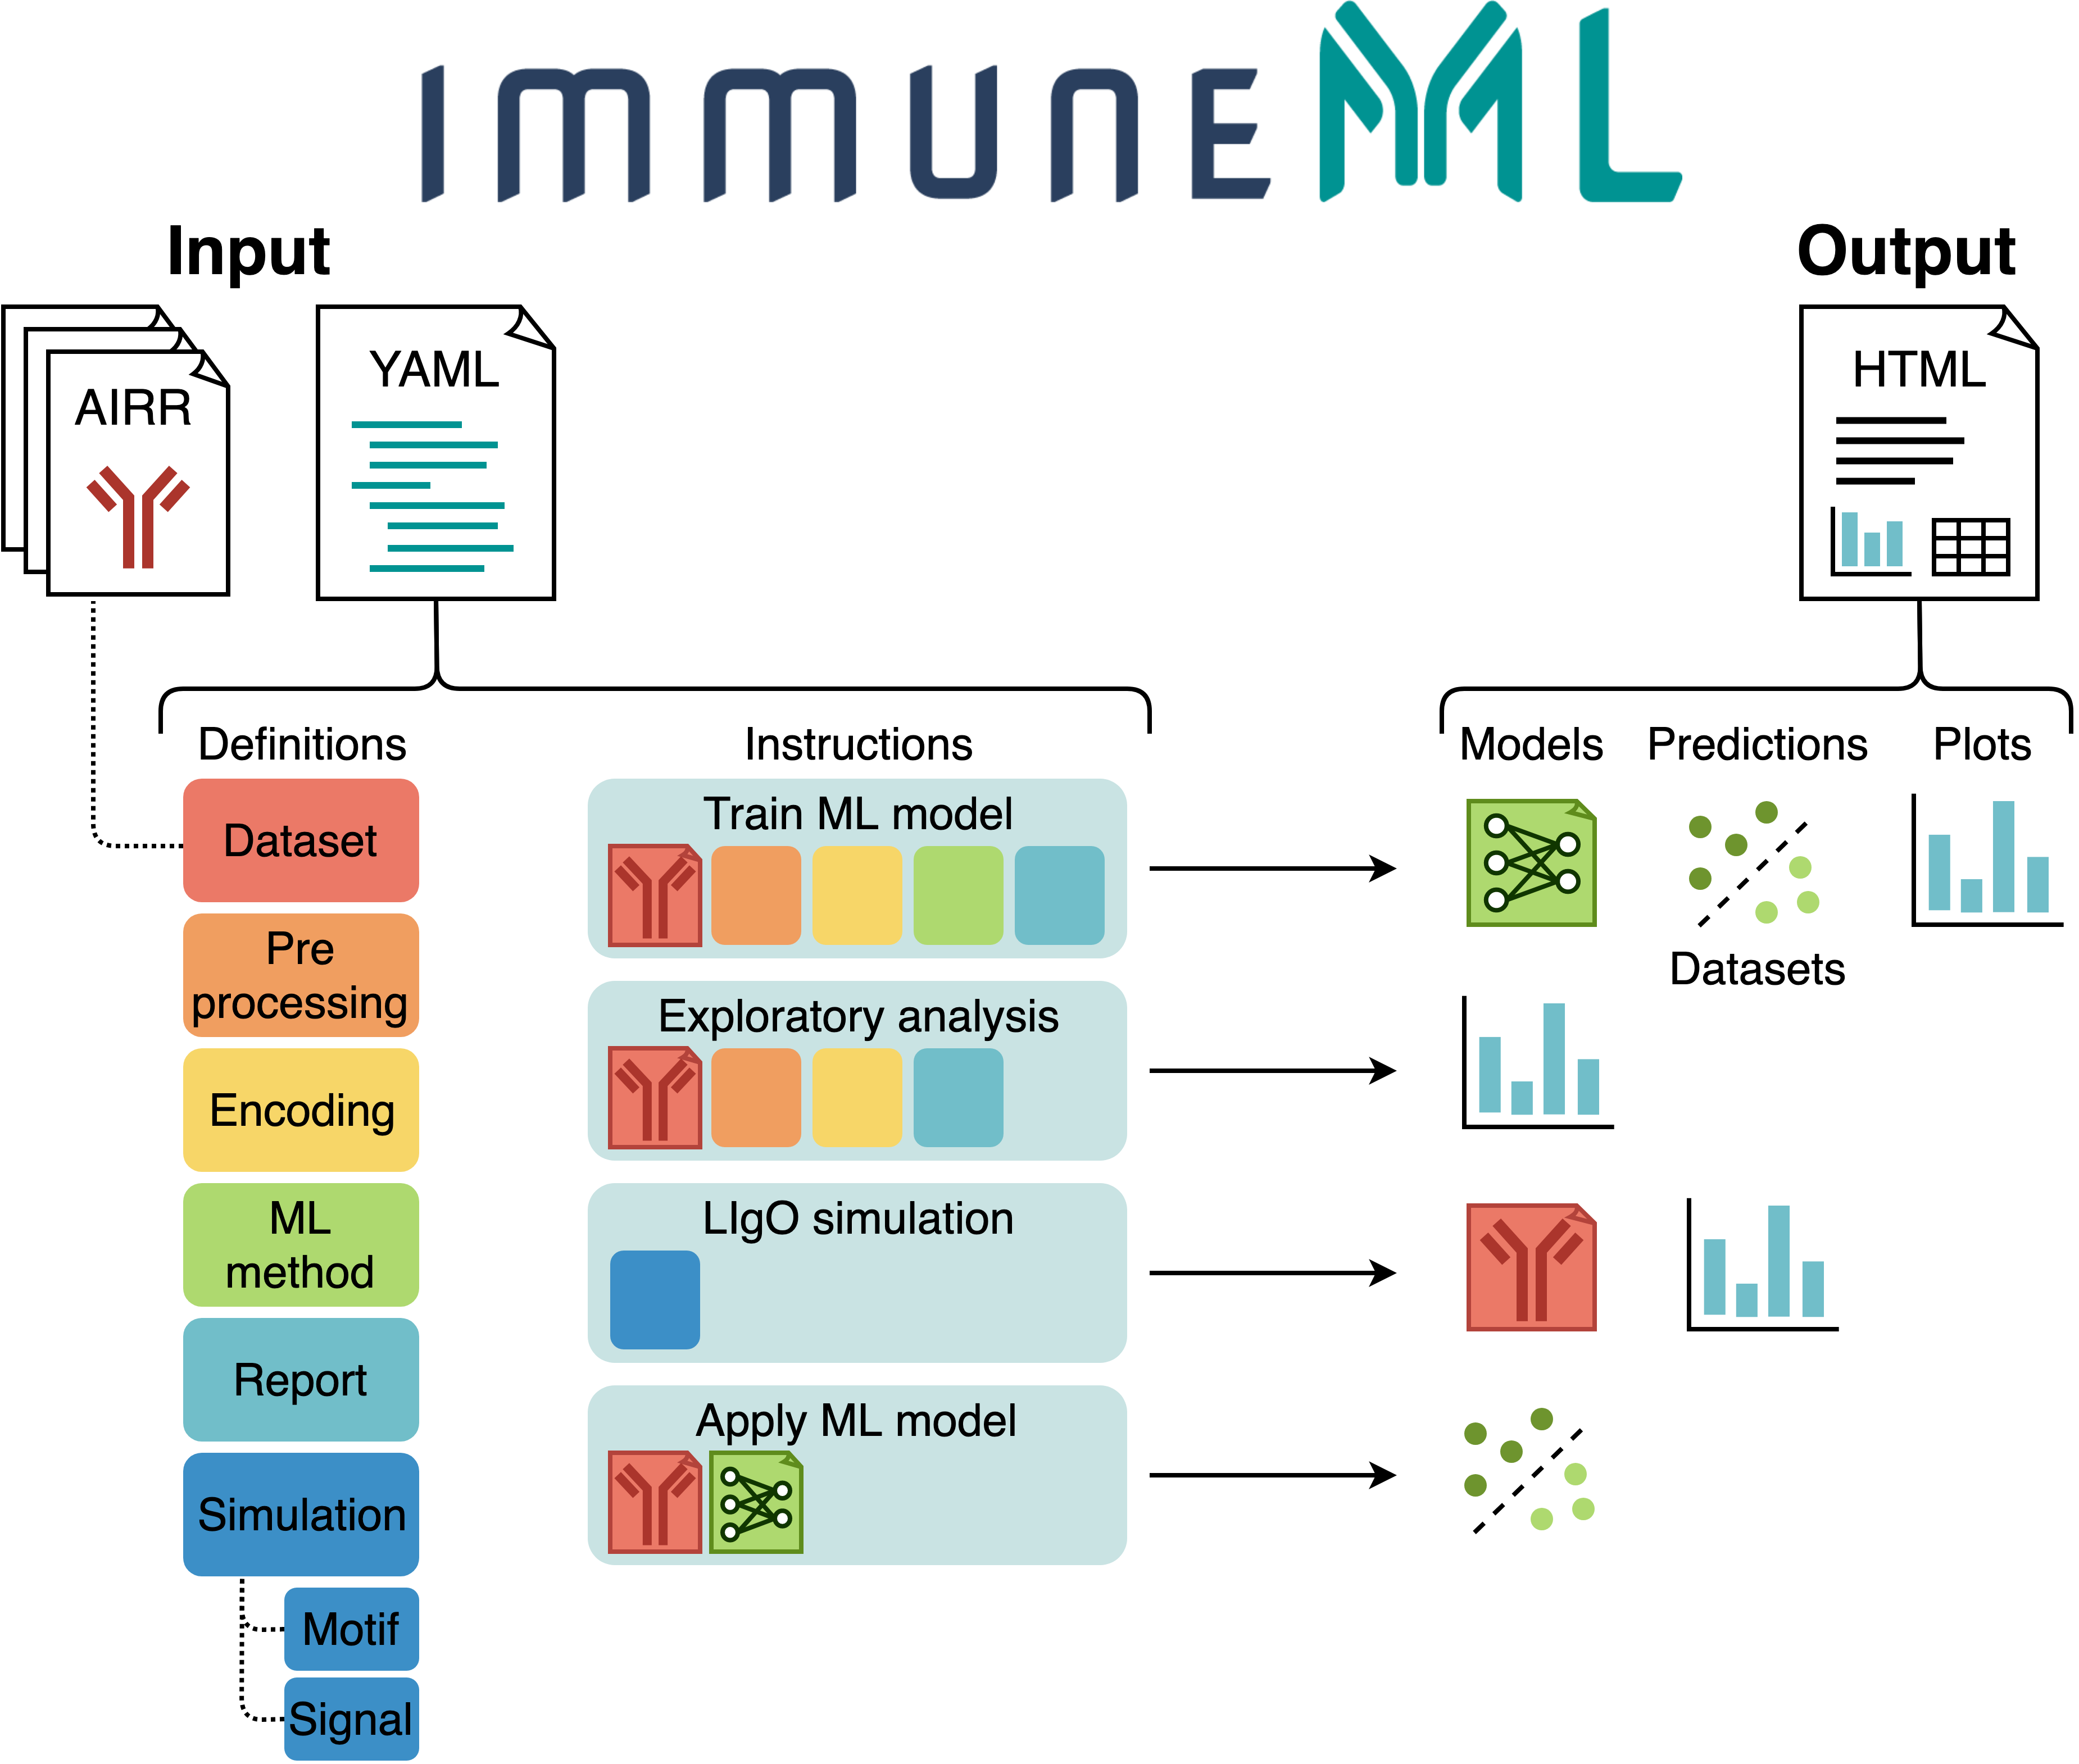 IMMUNEML
Input
Output
AIRR
YAML
HTML
Definitions
Instructions
Models
Predictions
Plots
Dataset
Pre
processing
Encoding
ML
method
Report
Simulation
Motif
Signal
Train ML model
Exploratory analysis
LIgO simulation
Apply ML model
Datasets